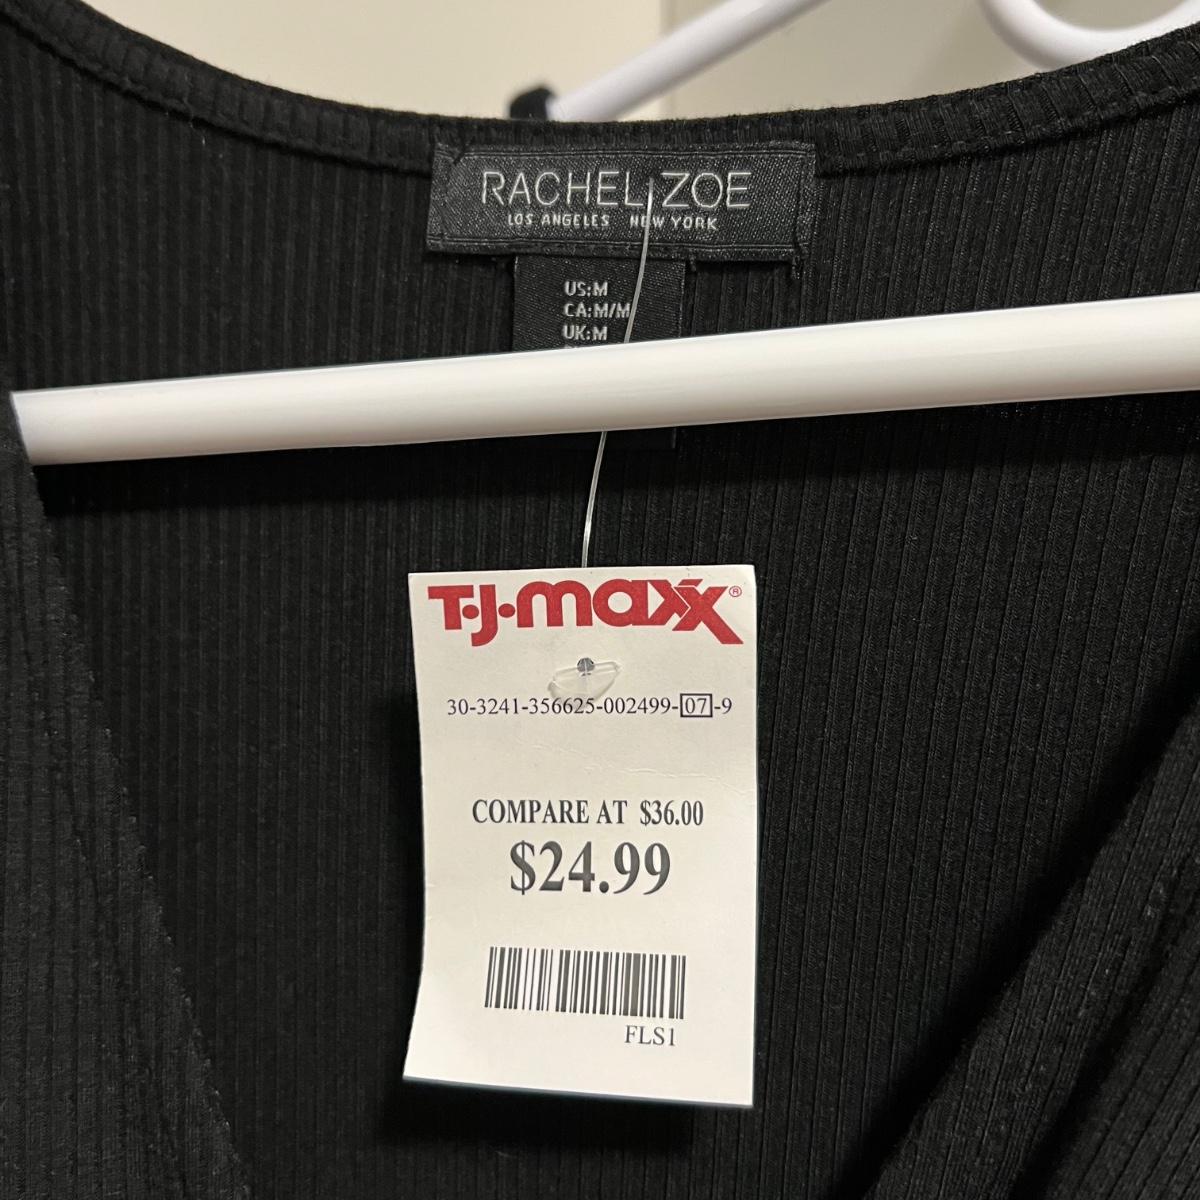 RACHEL ZOE
LOS ANGELES NEW YORK
US:M
CA:M/M
UK:M
T.J.maxx®
30-3241-356625-002499-07-9
COMPARE AT $36.00
$24.99
FLS1